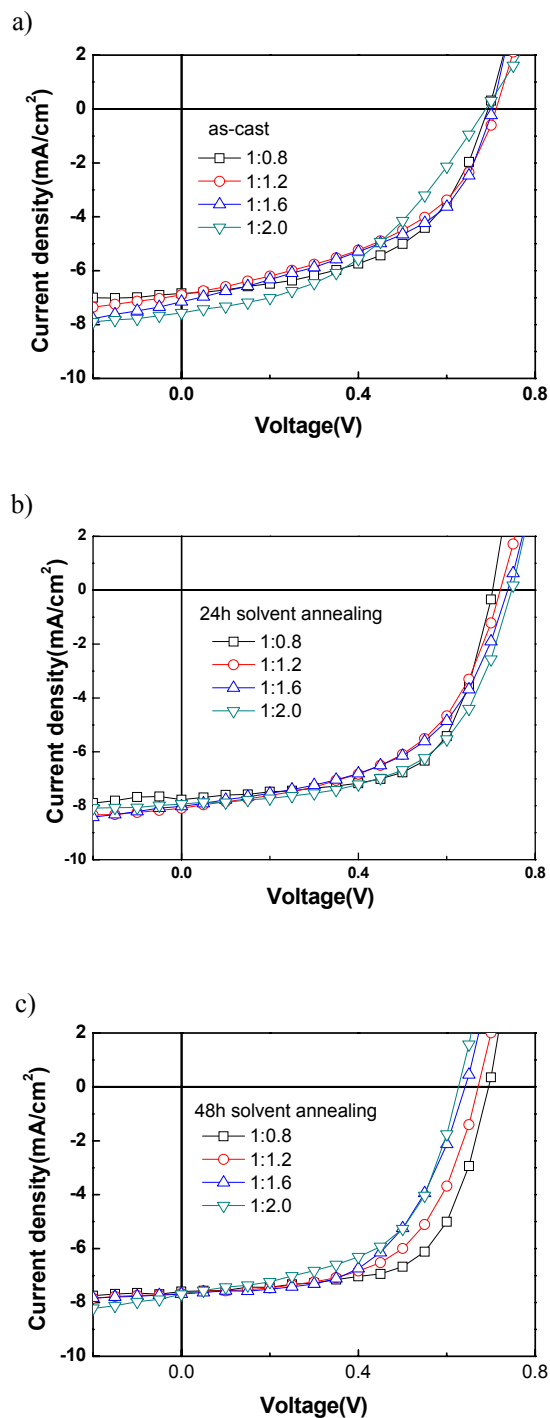 a)
2
0
-2
-4
-6
-8
-10
Current density(mA/cm²)
as-cast
1:0.8
1:1.2
1:1.6
1:2.0
0.0 0.4 0.8
Voltage(V)
b)
2
0
-2
-4
-6
-8
-10
Current density(mA/cm²)
24h solvent annealing
1:0.8
1:1.2
1:1.6
1:2.0
0.0 0.4 0.8
Voltage(V)
c)
2
0
-2
-4
-6
-8
-10
Current density(mA/cm²)
48h solvent annealing
1:0.8
1:1.2
1:1.6
1:2.0
0.0 0.4 0.8
Voltage(V)